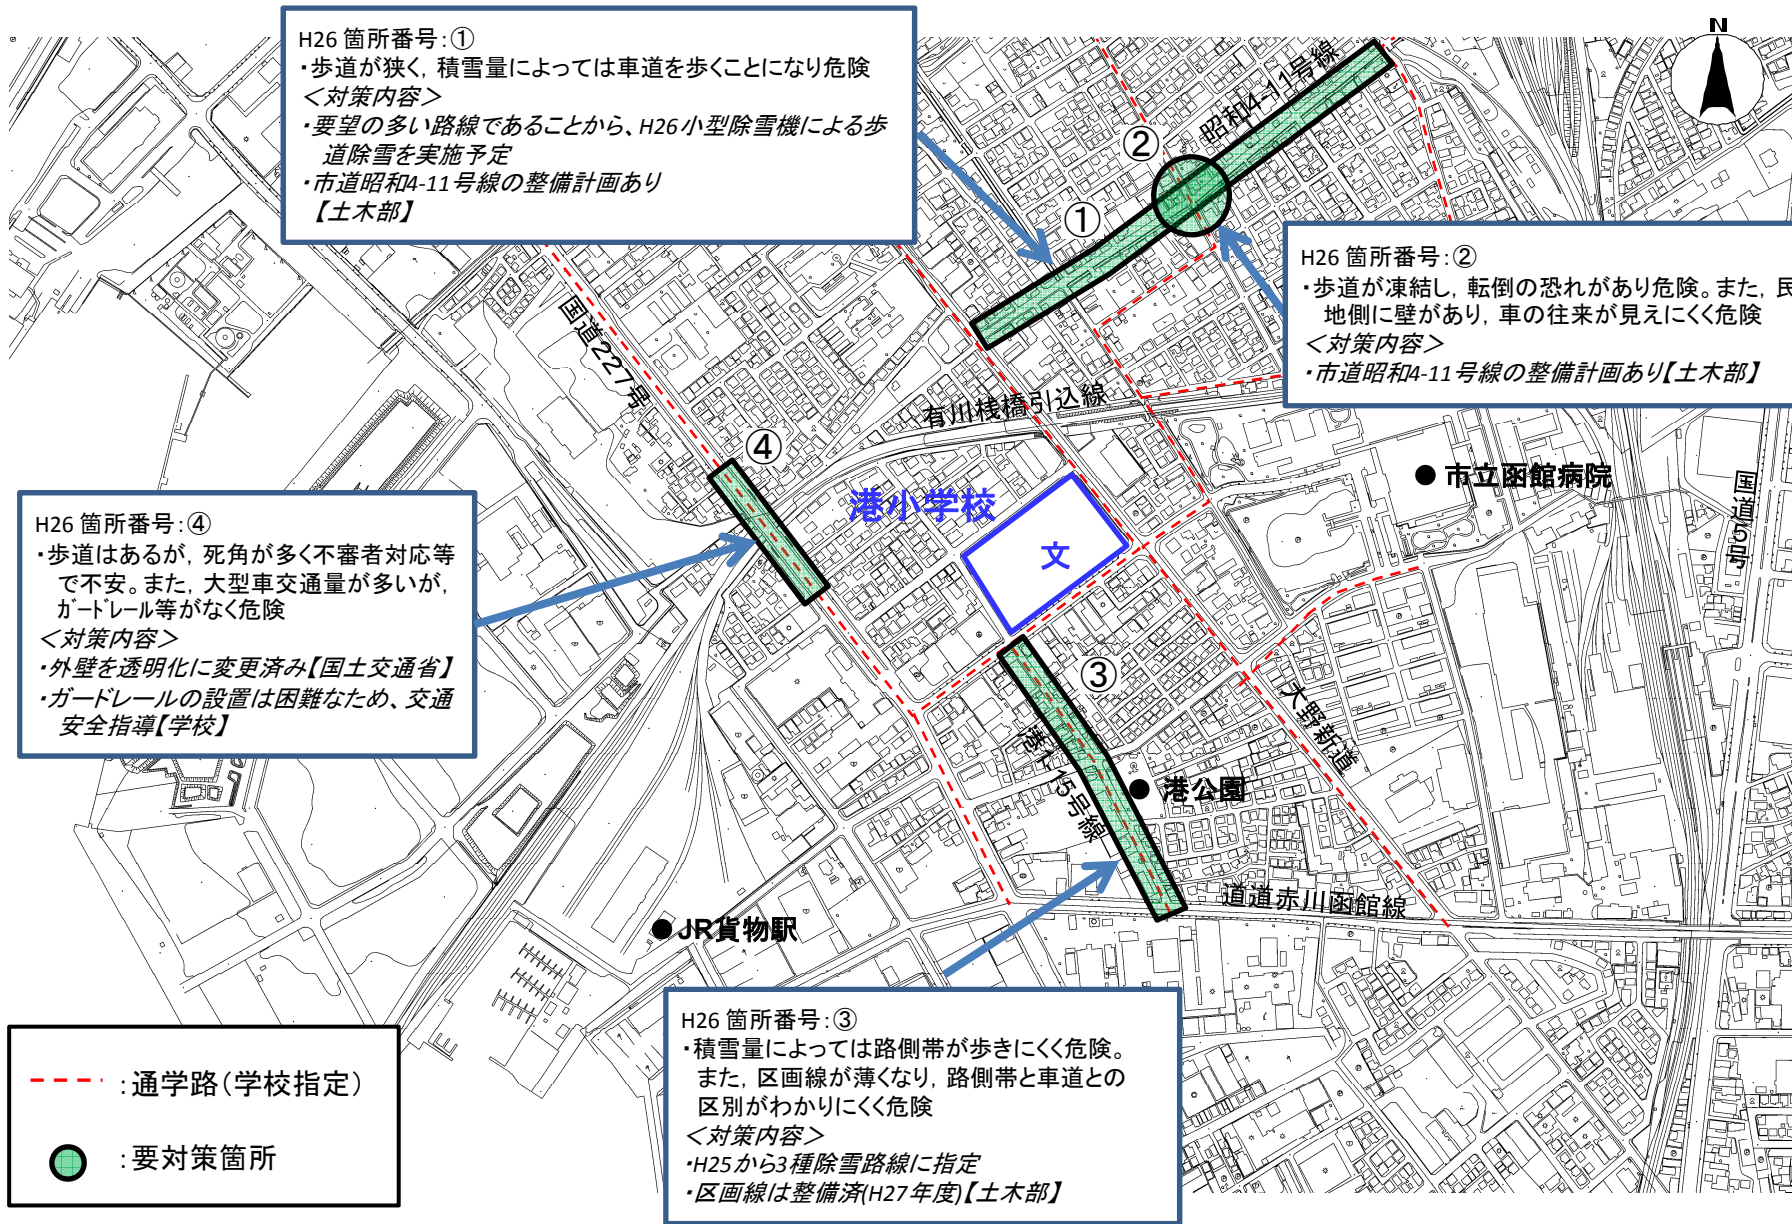 H26 箇所番号:①
・歩道が狭く，積雪量によっては車道を歩くことになり危険
＜対策内容＞
・要望の多い路線であることから、H26小型除雪機による歩
道除雪を実施予定
・市道昭和4-11号線の整備計画あり
【土木部】
N
昭和4-11号線
②
①
H26 箇所番号:②
・歩道が凍結し，転倒の恐れがあり危険。また，民
地側に壁があり，車の往来が見えにくく危険
＜対策内容＞
・市道昭和4-11号線の整備計画あり【土木部】
国道227号
有川桟橋引込線
④
港小学校
文
市立函館病院
国道5号
H26 箇所番号:④
・歩道はあるが，死角が多く不審者対応等
で不安。また，大型車交通量が多いが，
ｶﾞｰﾄﾞﾚｰﾙ等がなく危険
＜対策内容＞
・外壁を透明化に変更済み【国土交通省】
・ガードレールの設置は困難なため、交通
安全指導【学校】
③
大野新道
港1-15号線
港公園
道道赤川函館線
JR貨物駅
H26 箇所番号:③
・積雪量によっては路側帯が歩きにくく危険。
また，区画線が薄くなり，路側帯と車道との
区別がわかりにくく危険
＜対策内容＞
・H25から3種除雪路線に指定
・区画線は整備済(H27年度)【土木部】
：通学路（学校指定）
：要対策箇所